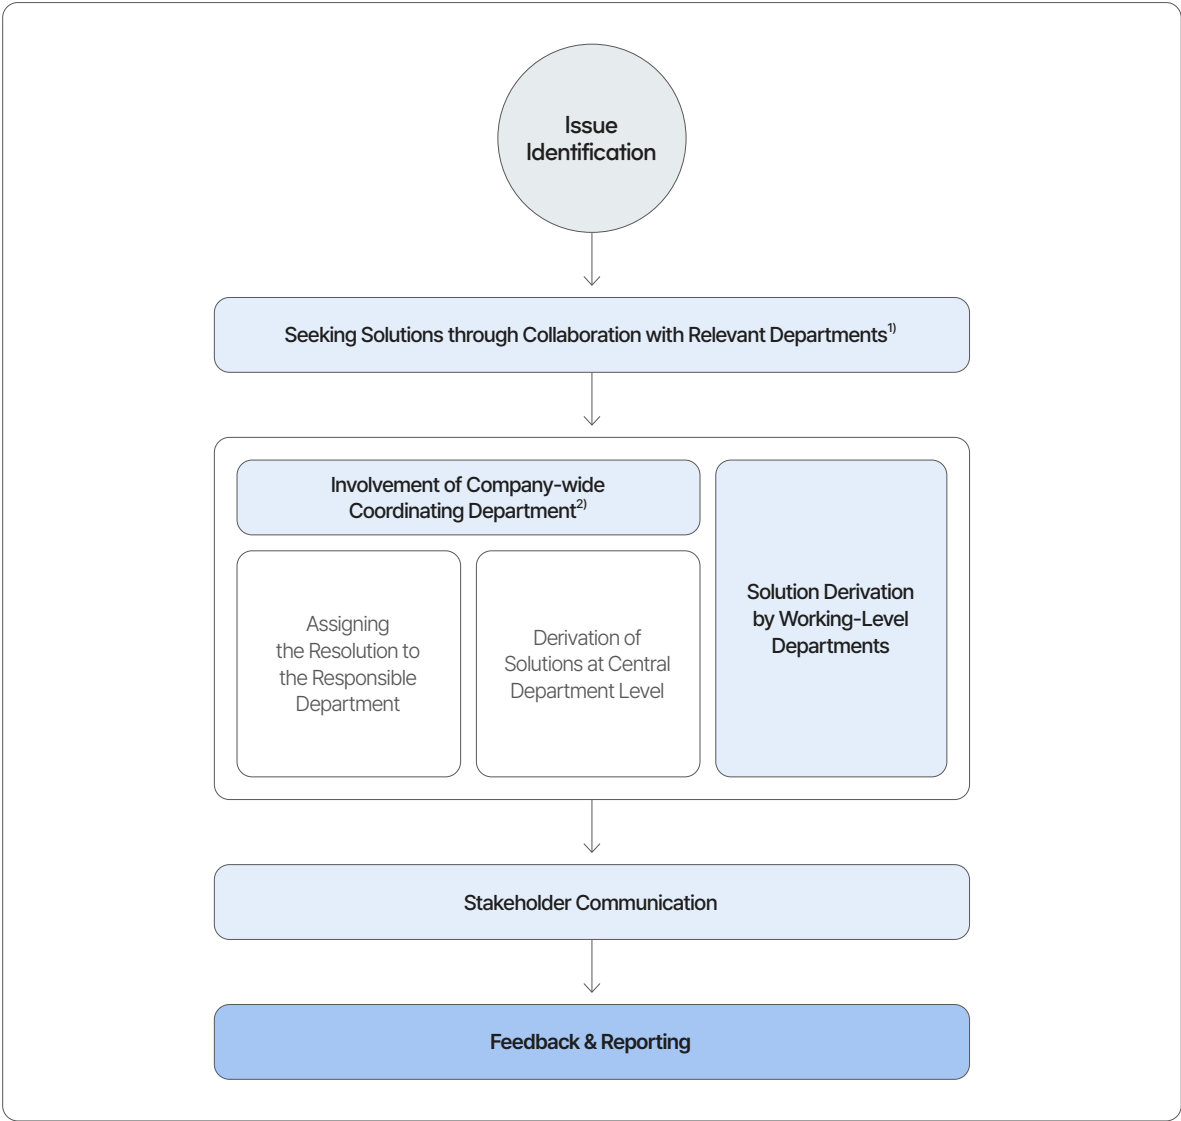 Issue
Identification
Seeking Solutions through Collaboration with Relevant Departments1)
Involvement of Company-wide
Coordinating Department2)
Assigning
the Resolution to
the Responsible
Department
Derivation of
Solutions at Central
Department Level
Solution Derivation
by Working-Level
Departments
Stakeholder Communication
Feedback & Reporting